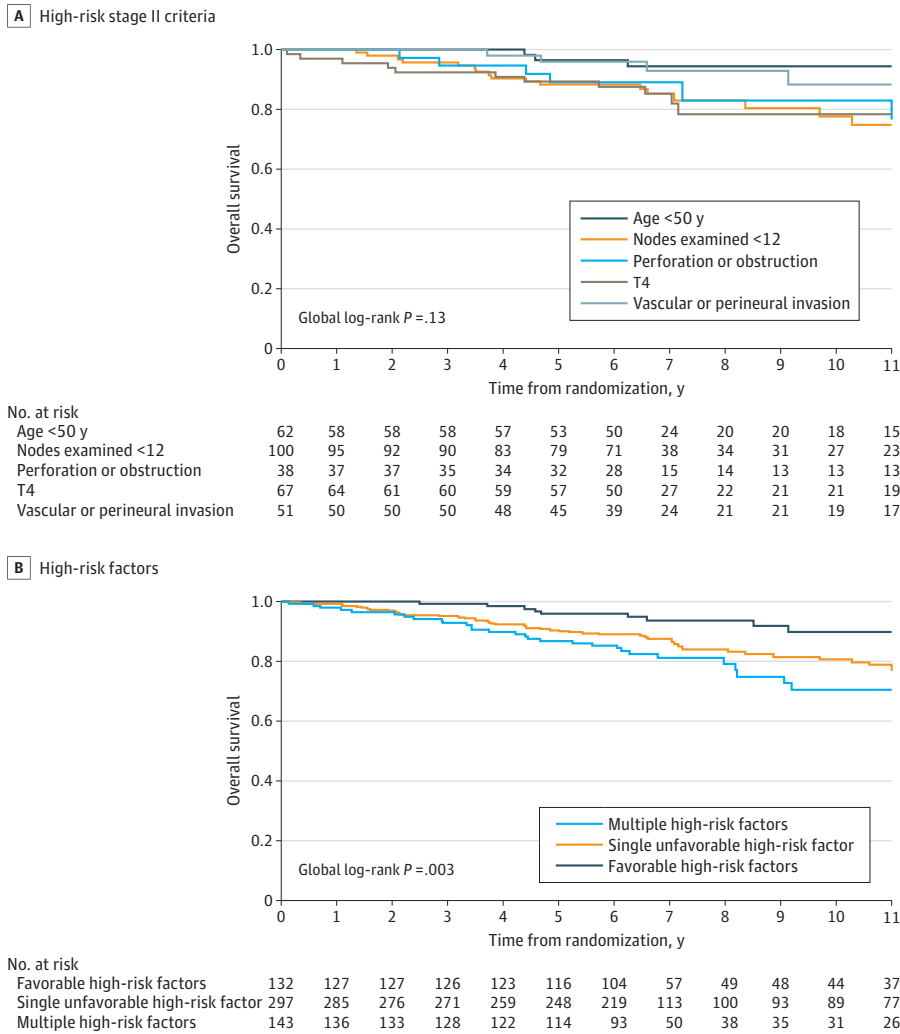 A High-risk stage II criteria
1.0
0.8
0.6
0.4
0.2
0
Overall survival
Age <50 y
Nodes examined <12
Perforation or obstruction
T4
Vascular or perineural invasion
Global log-rank P =.13
0 1 2 3 4 5 6 7 8 9 10 11
Time from randomization, y
No. at risk
Age <50 y 62 58 58 58 57 53 50 24 20 20 18 15
Nodes examined <12 100 95 92 90 83 79 71 38 34 31 27 23
Perforation or obstruction 38 37 37 35 34 32 28 15 14 13 13 13
T4 67 64 61 60 59 57 50 27 22 21 21 19
Vascular or perineural invasion 51 50 50 50 48 45 39 24 21 21 19 17
B High-risk factors
1.0
0.8
0.6
0.4
0.2
0
Overall survival
Multiple high-risk factors
Single unfavorable high-risk factor
Favorable high-risk factors
Global log-rank P =.003
0 1 2 3 4 5 6 7 8 9 10 11
Time from randomization, y
No. at risk
Favorable high-risk factors 132 127 127 126 123 116 104 57 49 48 44 37
Single unfavorable high-risk factor 297 285 276 271 259 248 219 113 100 93 89 77
Multiple high-risk factors 143 136 133 128 122 114 93 50 38 35 31 26